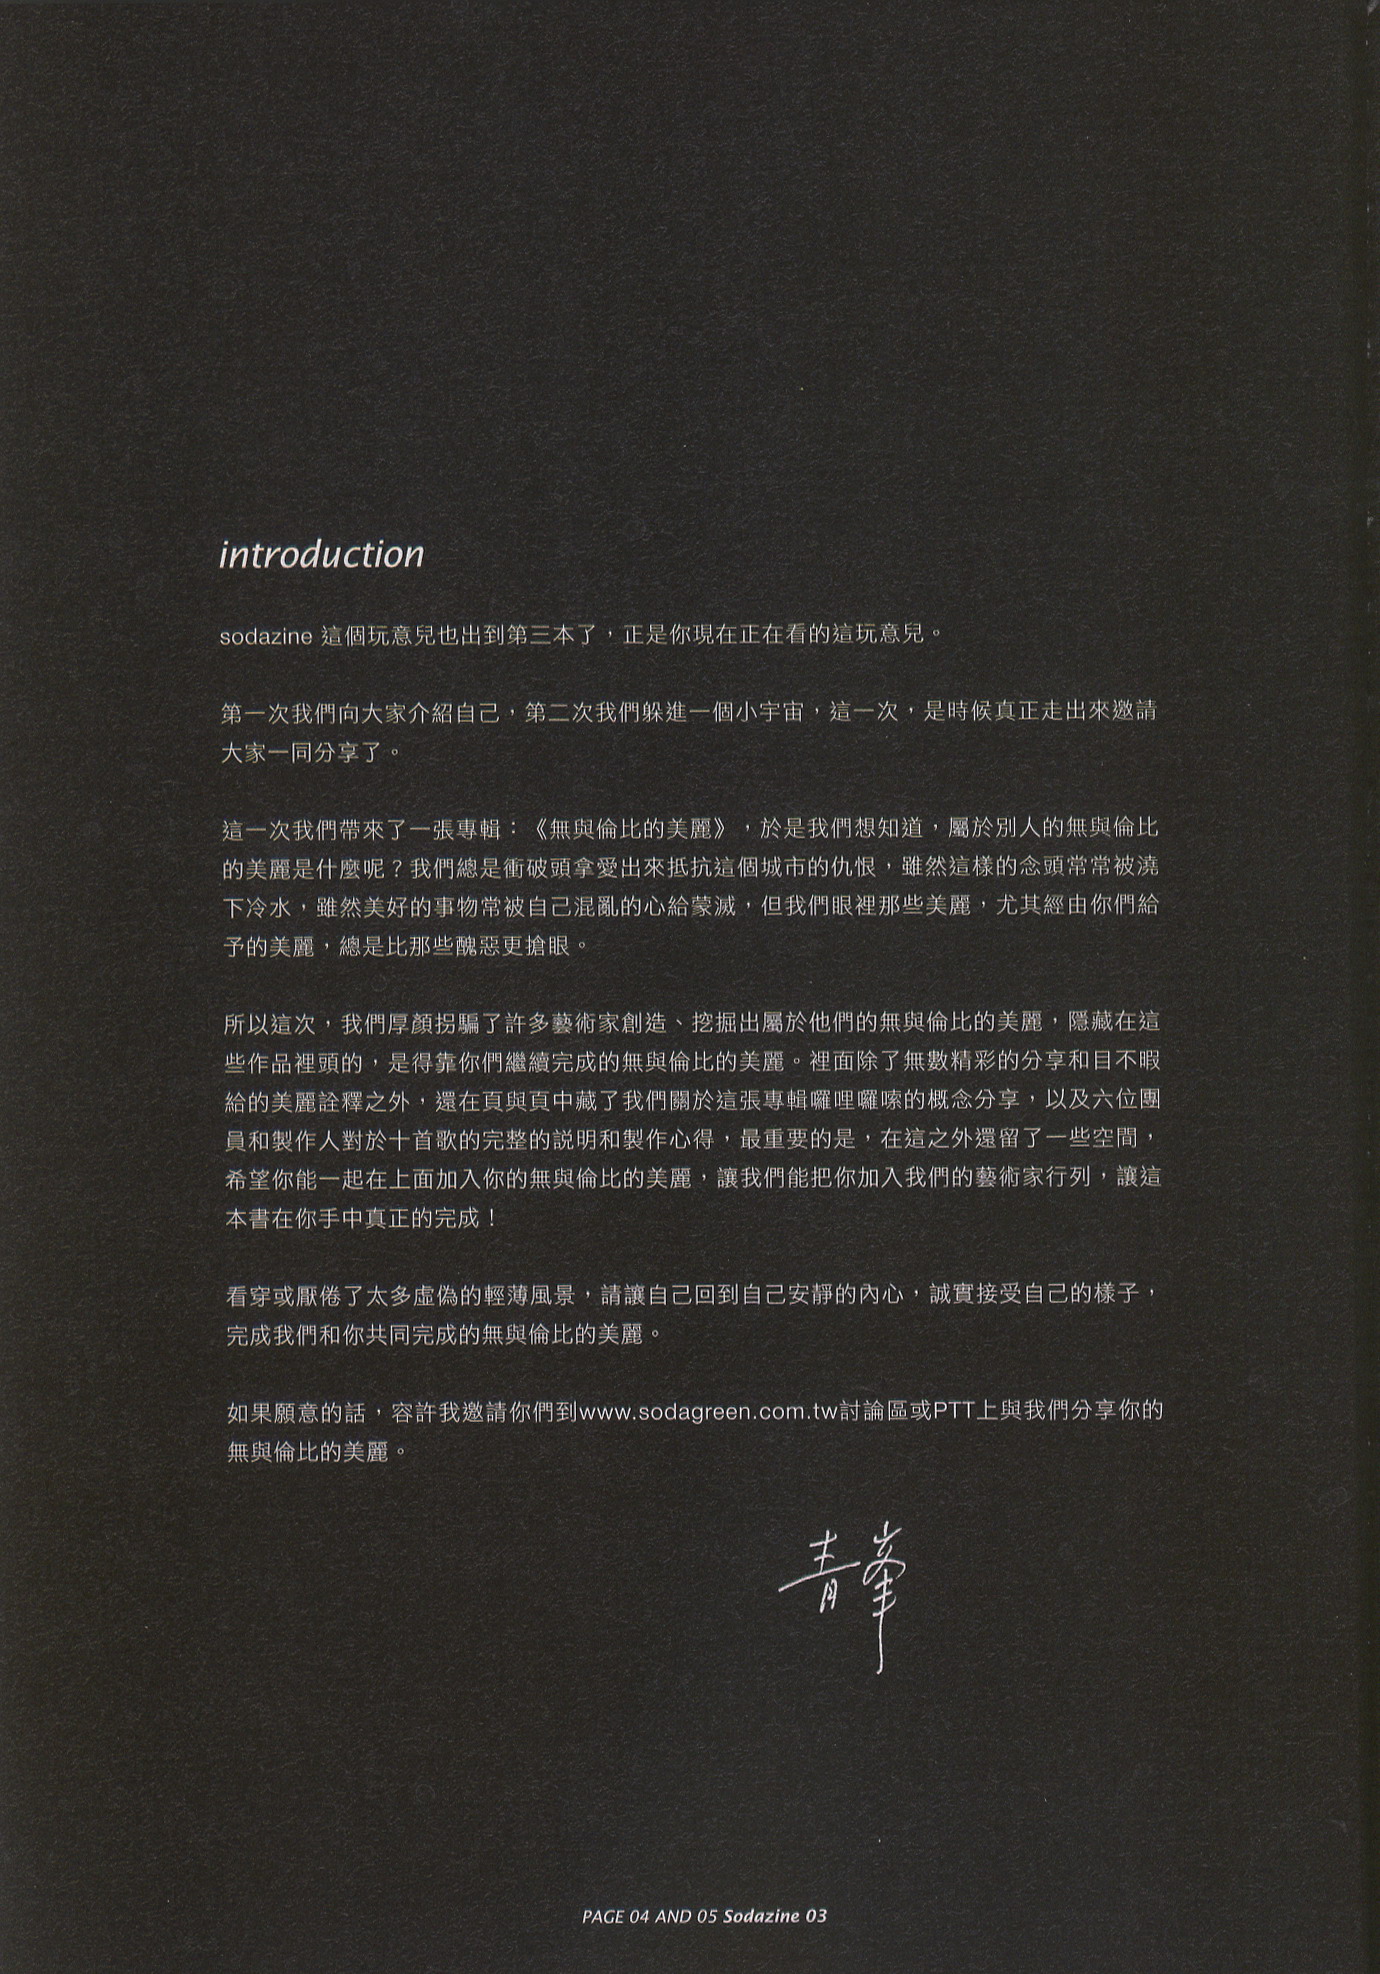 introduction
sodazine 這個玩意兒也出到第三本了，正是你現在正在看的這玩意兒。
第一次我們向大家介紹自己，第二次我們躲進一個小宇宙，這一次，是時候真正走出來邀請
大家一同分享了。
這一次我們帶來了一張專輯：《無與倫比的美麗》，於是我們想知道，屬於別人的無與倫比
的美麗是什麼呢？我們總是衝破頭拿愛出來抵抗這個城市的仇恨，雖然這樣的念頭常常被澆
下冷水，雖然美好的事物常被自己混亂的心給蒙滅，但我們眼裡那些美麗，尤其經由你們給
予的美麗，總是比那些醜惡更搶眼。
所以這次，我們厚顏拐騙了許多藝術家創造、挖掘出屬於他們的無與倫比的美麗，隱藏在這
些作品裡頭的，是得靠你們繼續完成的無與倫比的美麗。裡面除了無數精彩的分享和目不暇
給的美麗詮釋之外，還在頁與頁中藏了我們關於這張專輯囉哩囉嗦的概念分享，以及六位團
員和製作人對於十首歌的完整的說明和製作心得，最重要的是，在這之外還留了一些空間，
希望你能一起在上面加入你的無與倫比的美麗，讓我們能把你加入我們的藝術家行列，讓這
本書在你手中真正的完成！
看穿或厭倦了太多虛偽的輕薄風景，請讓自己回到自己安靜的內心，誠實接受自己的樣子，
完成我們和你共同完成的無與倫比的美麗。
如果願意的話，容許我邀請你們到www.sodagreen.com.tw討論區或PTT上與我們分享你的
無與倫比的美麗。
青峯
PAGE 04 AND 05 Sodazine 03